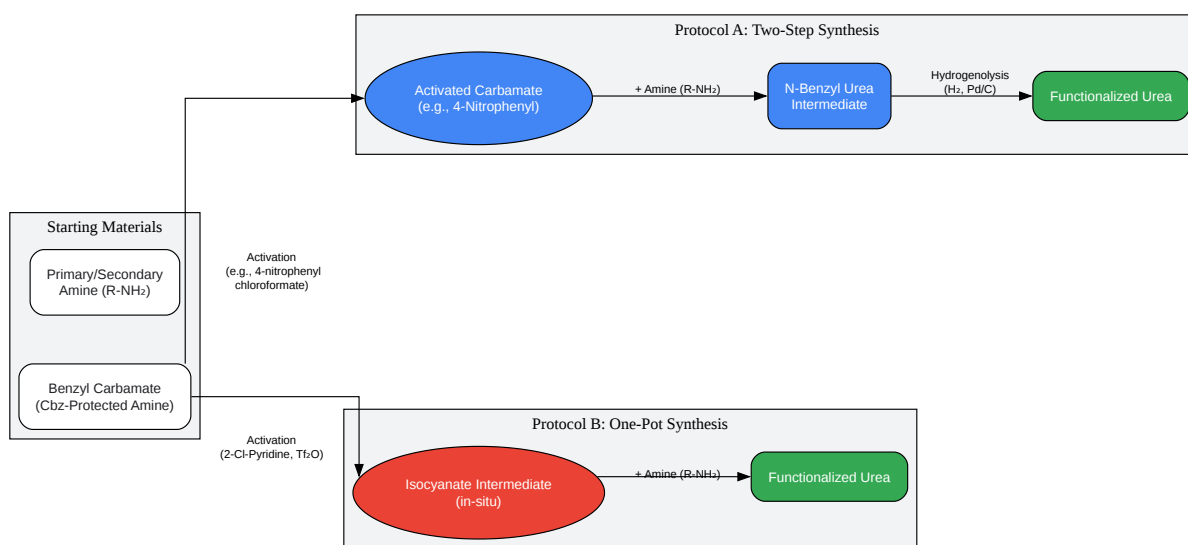 Protocol A: Two-Step Synthesis
Activated Carbamate
(e.g., 4-Nitrophenyl)
+ Amine (R-NH₂)
N-Benzyl Urea
Intermediate
Hydrogenolysis
(H₂, Pd/C)
Functionalized Urea
Starting Materials
Primary/Secondary
Amine (R-NH₂)
Benzyl Carbamate
(Cbz-Protected Amine)
Activation
(e.g., 4-nitrophenyl
chloroformate)
Activation
(2-Cl-Pyridine, Tf₂O)
Protocol B: One-Pot Synthesis
Isocyanate Intermediate
(in-situ)
+ Amine (R-NH₂)
Functionalized Urea